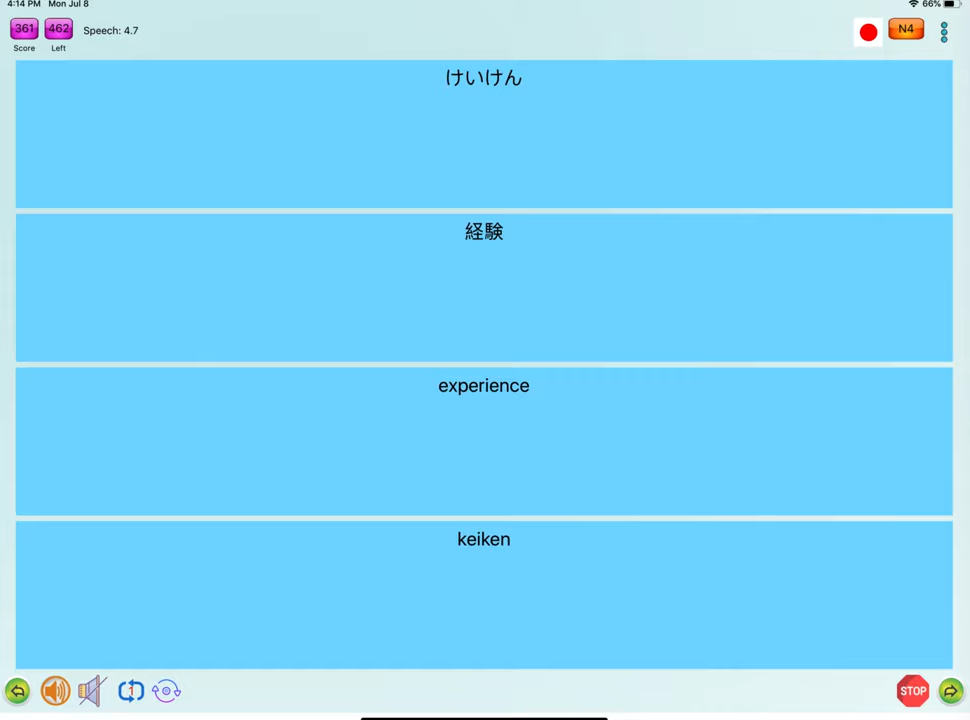 4:14 PM Mon Jul 8
66%
361
462
Speech: 4.7
N4
Score
Left
けいけん
経験
experience
keiken
1
STOP